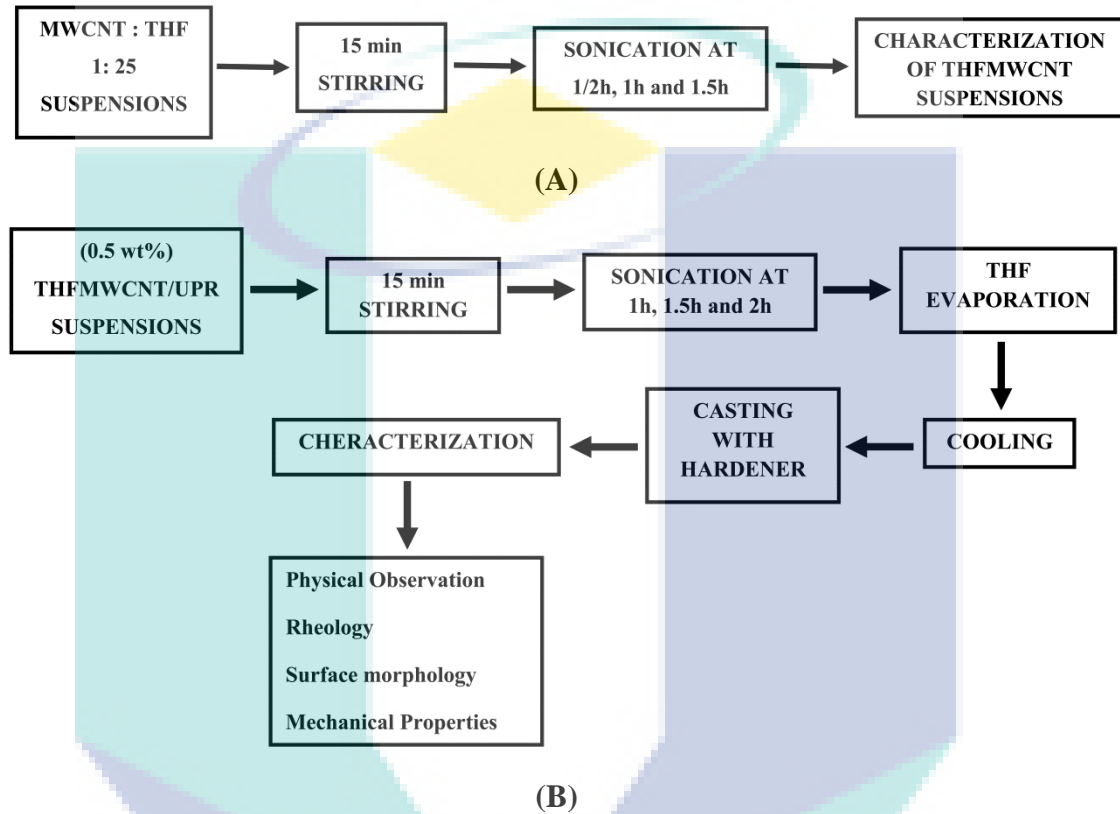 MWCNT : THF
1: 25
SUSPENSIONS
15 min
STIRRING
SONICATION AT
1/2h, 1h and 1.5h
CHARACTERIZATION
OF THFMWCNT
SUSPENSIONS
(A)
(0.5 wt%)
THFMWCNT/UPR
SUSPENSIONS
15 min
STIRRING
SONICATION AT
1h, 1.5h and 2h
THF
EVAPORATION
COOLING
CASTING
WITH
HARDENER
CHERACTERIZATION
Physical Observation
Rheology
Surface morphology
Mechanical Properties
(B)